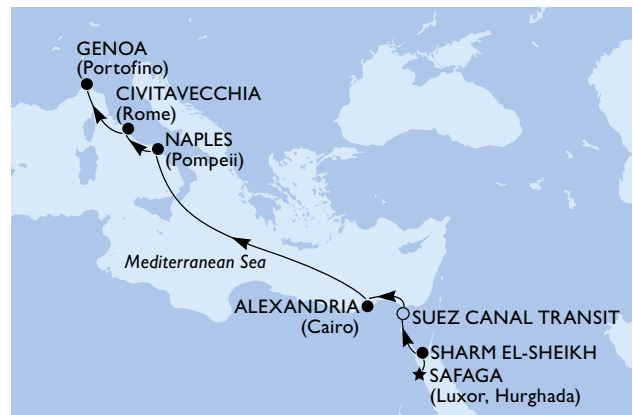 GENOA
(Portofino)
CIVITAVECCHIA
(Rome)
NAPLES
(Pompeii)
Mediterranean Sea
ALEXANDRIA
(Cairo)
SUEZ CANAL TRANSIT
SHARM EL-SHEIKH
SAFAGA
(Luxor, Hurghada)